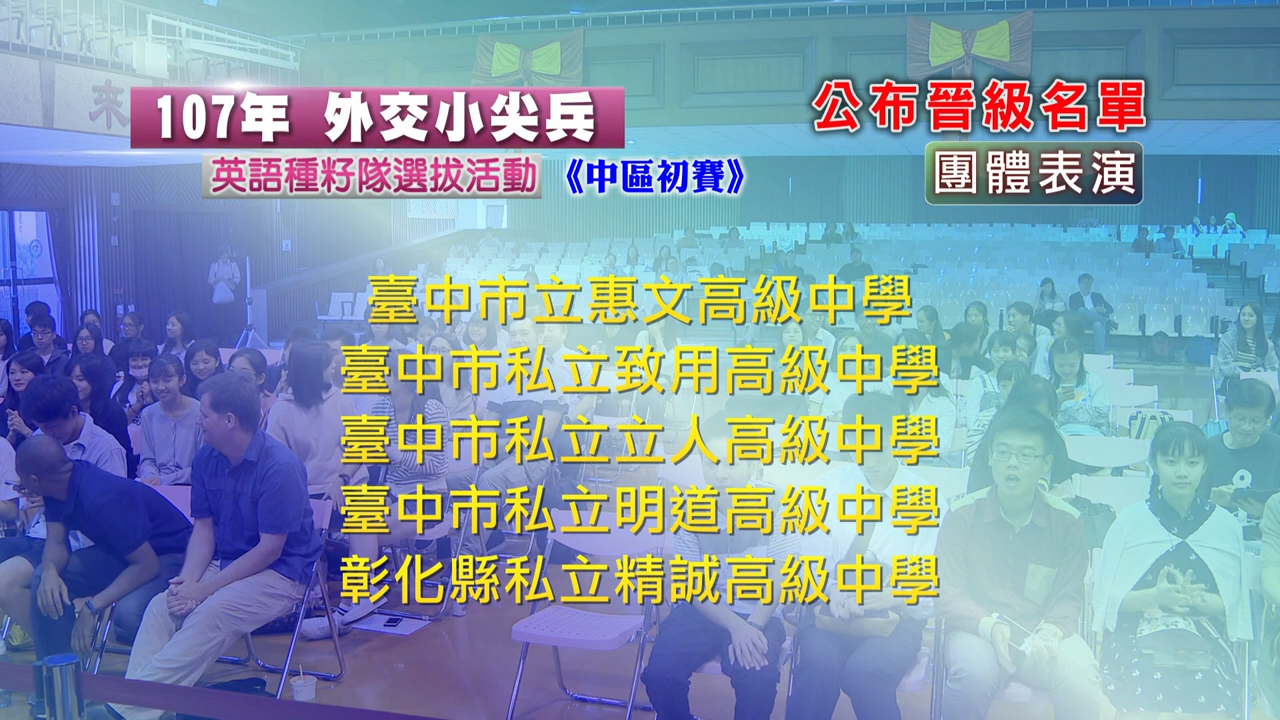 來
107年 外交小尖兵
英語種籽隊選拔活動《中區初賽》
公布晉級名單
團體表演
臺中市立惠文高級中學
臺中市私立致用高級中學
臺中市私立立人高級中學
臺中市私立明道高級中學
彰化縣私立精誠高級中學